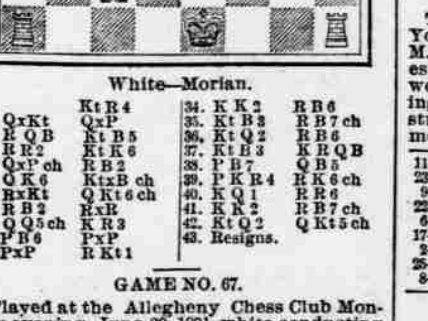 White—Morian.
Kt R 4
QxKt QxP
R Q B Kt B 5
R R 2 Kt K 6
QxP ch R B 2
Q K 6 KtxB ch
RxKt Q Kt 6 ch
R B 2 RxR
Q Q5 ch K R 3
P B 6 PxP
PxP R Kt 1
34. K K 2 R B 6
35. Kt B 3 R B 7 ch
36. Kt Q 2 R B 6
37. Kt B 3 K R Q B
38. P B 7 Q B 5
39. P K R 4 R K 6 ch
40. K Q 1 R R 6
41. K K 2 R B 7 ch
42. Kt Q 2 Q Kt 5 ch
43. Resigns.
GAME NO. 67.
Played at the Allegheny Chess Club Mon-